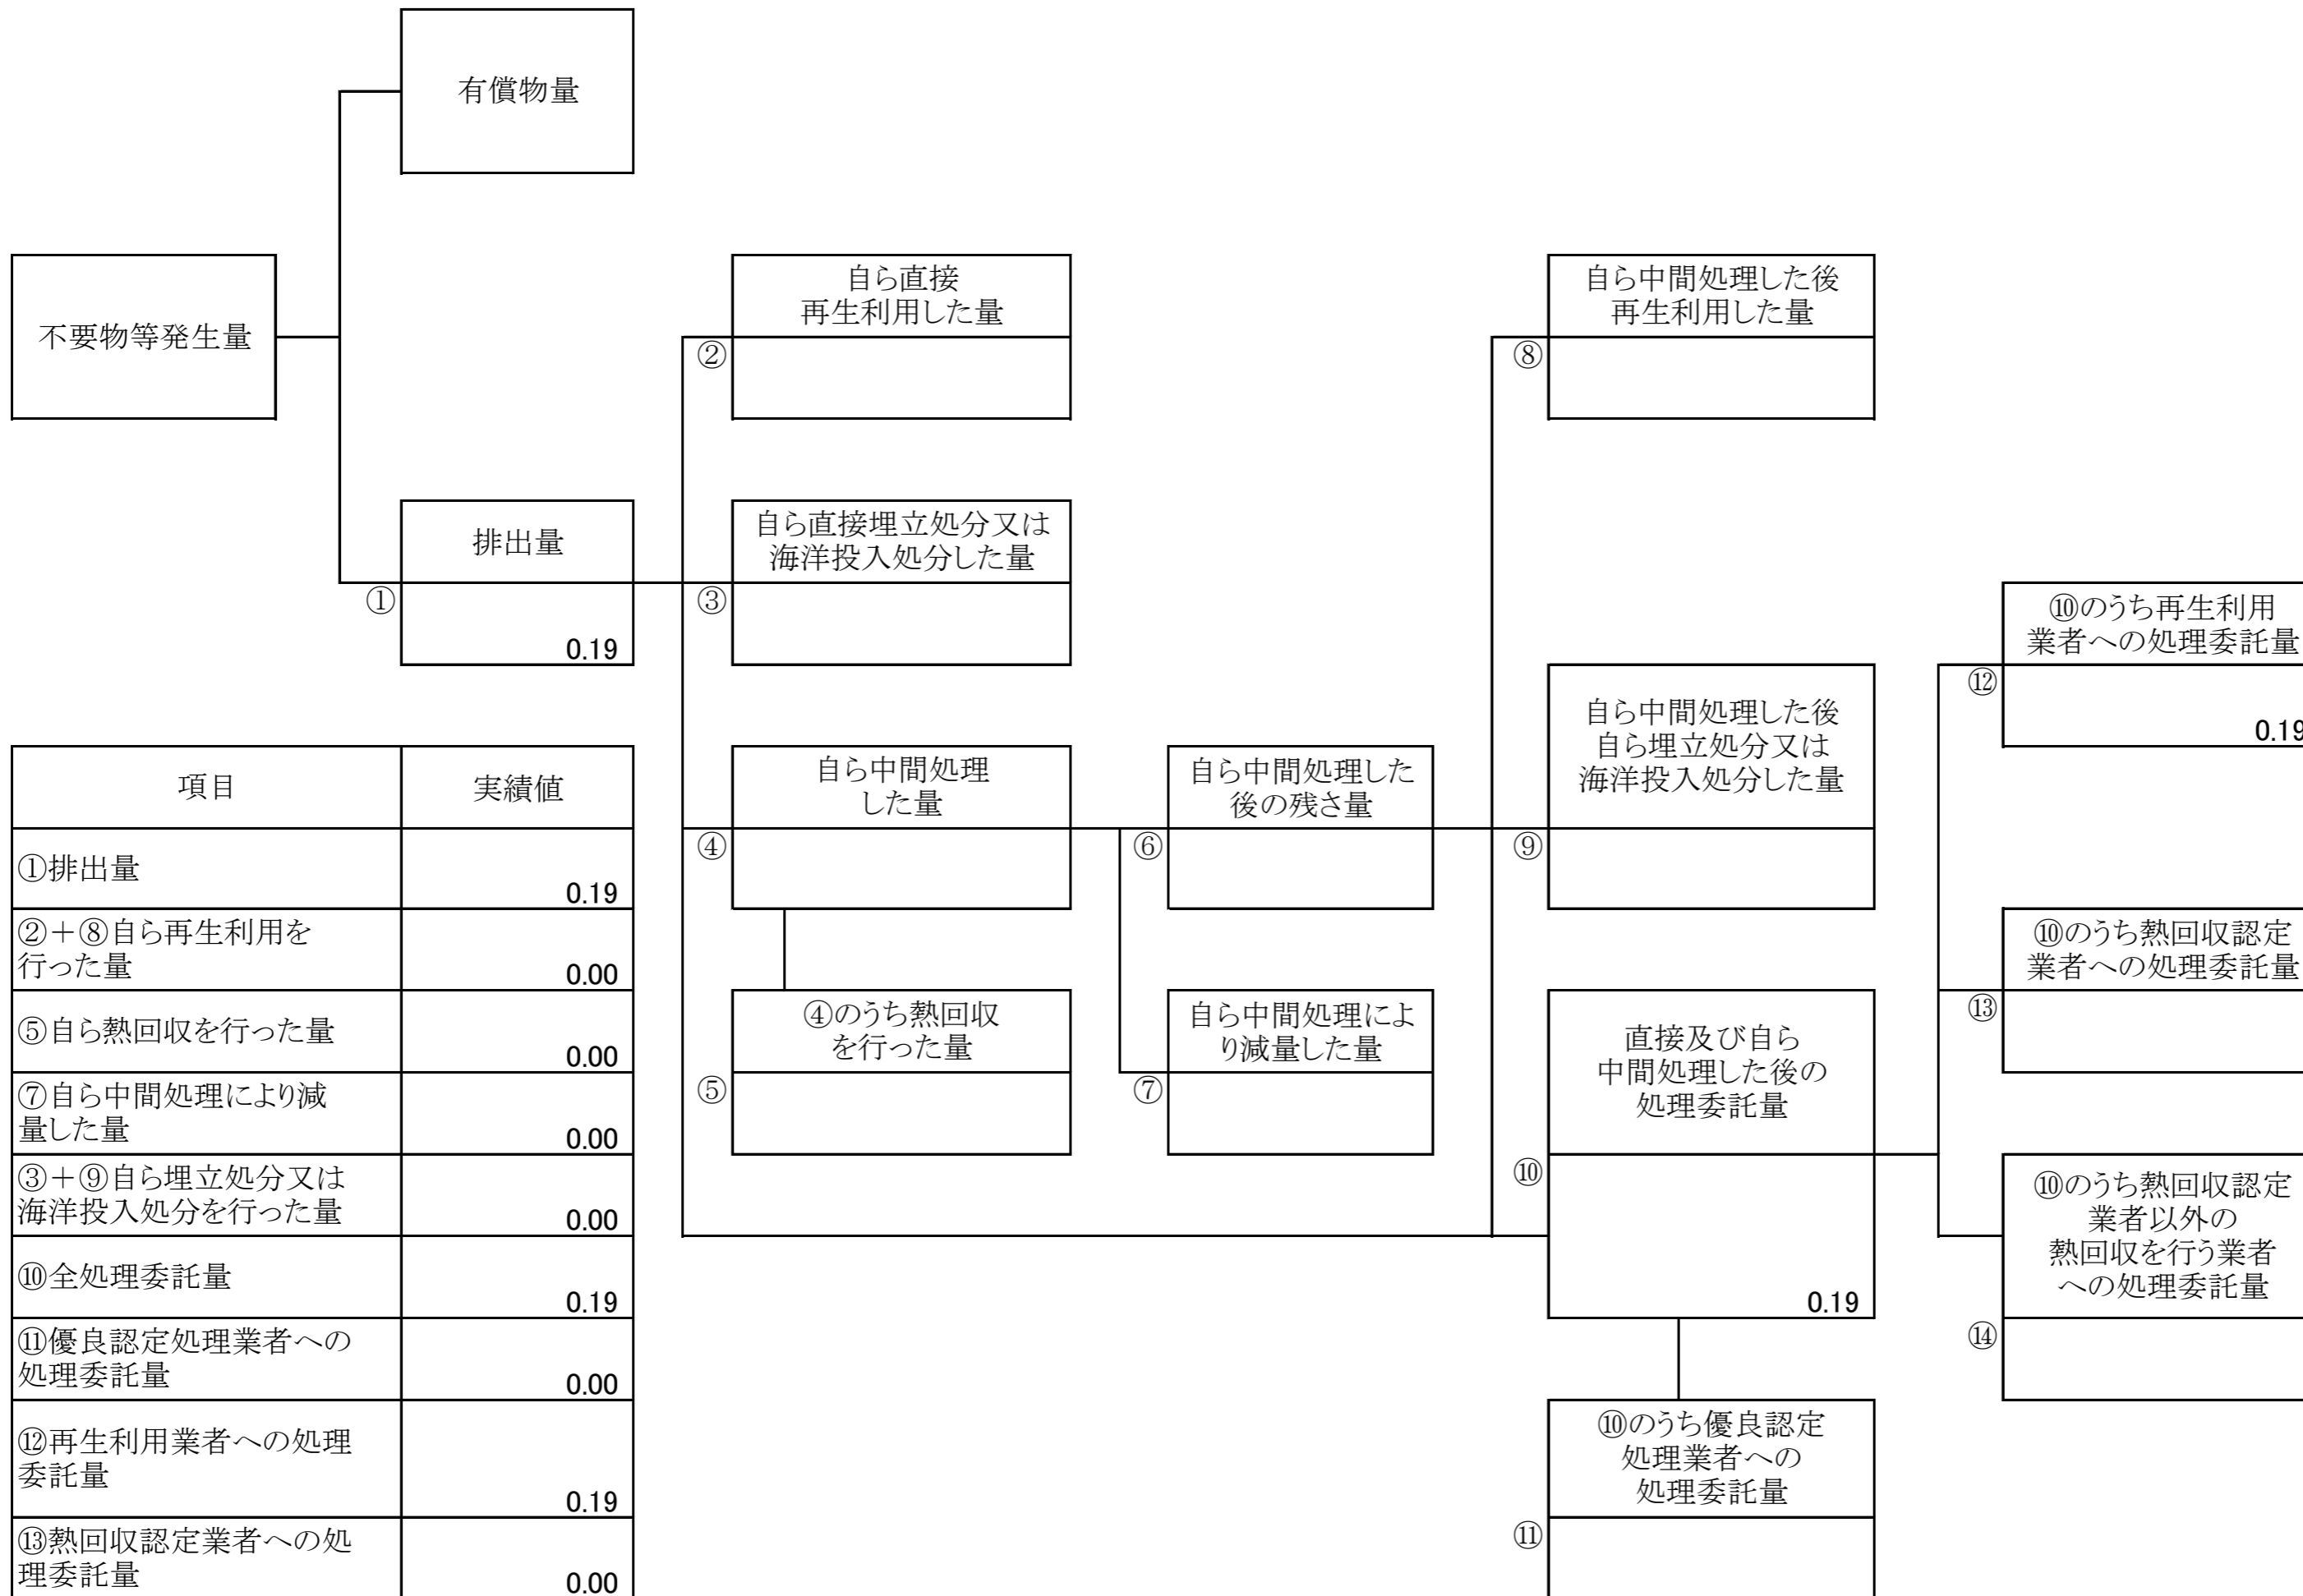 有償物量
不要物等発生量
排出量
①
0.19
自ら直接
再生利用した量
②
自ら直接埋立処分又は
海洋投入処分した量
③
自ら中間処理
した量
④
④のうち熱回収
を行った量
⑤
自ら中間処理した
後の残さ量
⑥
自ら中間処理によ
り減量した量
⑦
自ら中間処理した後
再生利用した量
⑧
自ら中間処理した後
自ら埋立処分又は
海洋投入処分した量
⑨
直接及び自ら
中間処理した後の
処理委託量
⑩
0.19
⑩のうち優良認定
処理業者への
処理委託量
⑪
⑩のうち再生利用
業者への処理委託量
⑫
0.19
⑩のうち熱回収認定
業者への処理委託量
⑬
⑩のうち熱回収認定
業者以外の
熱回収を行う業者
への処理委託量
⑭
項目 実績値
①排出量
0.19
②+⑧自ら再生利用を
行った量
0.00
⑤自ら熱回収を行った量
0.00
⑦自ら中間処理により減
量した量
0.00
③+⑨自ら埋立処分又は
海洋投入処分を行った量
0.00
⑩全処理委託量
0.19
⑪優良認定処理業者への
処理委託量
0.00
⑫再生利用業者への処理
委託量
0.19
⑬熱回収認定業者への処
理委託量
0.00